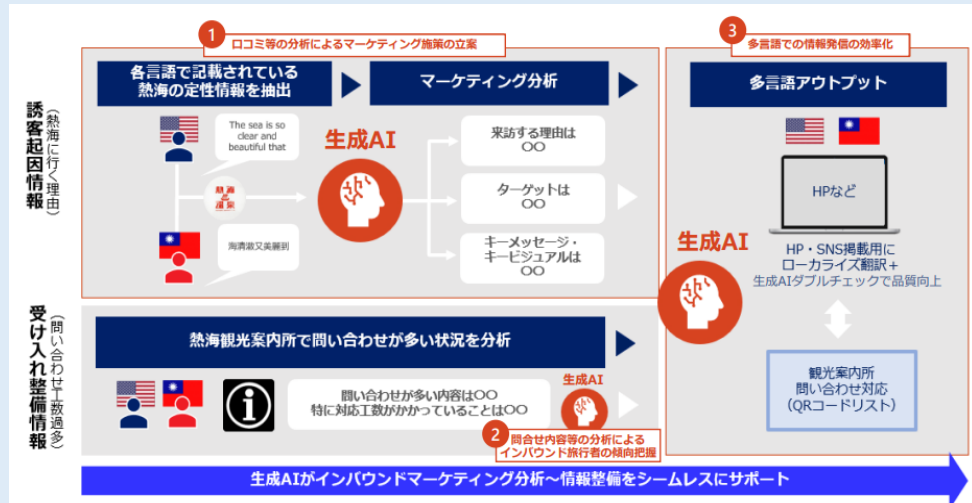 1 口コミ等の分析によるマーケティング施策の立案
各言語で記載されている
熱海の定性情報を抽出
マーケティング分析
誘客起因情報
(熱海に行く理由)
The sea is so
clear and
beautiful that
海清澈又美麗到
生成AI
来訪する理由は
〇〇
ターゲットは
〇〇
キーメッセージ・
キービジュアルは
〇〇
受け入れ整備情報
(問い合わせ工数過多)
熱海観光案内所で問い合わせが多い状況を分析
問い合わせが多い内容は〇〇
特に対応工数がかかっていることは〇〇
生成AI
2 問合せ内容等の分析による
インバウンド旅行者の傾向把握
生成AI
3 多言語での情報発信の効率化
多言語アウトプット
HPなど
HP・SNS掲載用に
ローカライズ翻訳+
生成AIダブルチェックで品質向上
観光案内所
問い合わせ対応
(QRコードリスト)
生成AIがインバウンドマーケティング分析~情報整備をシームレスにサポート